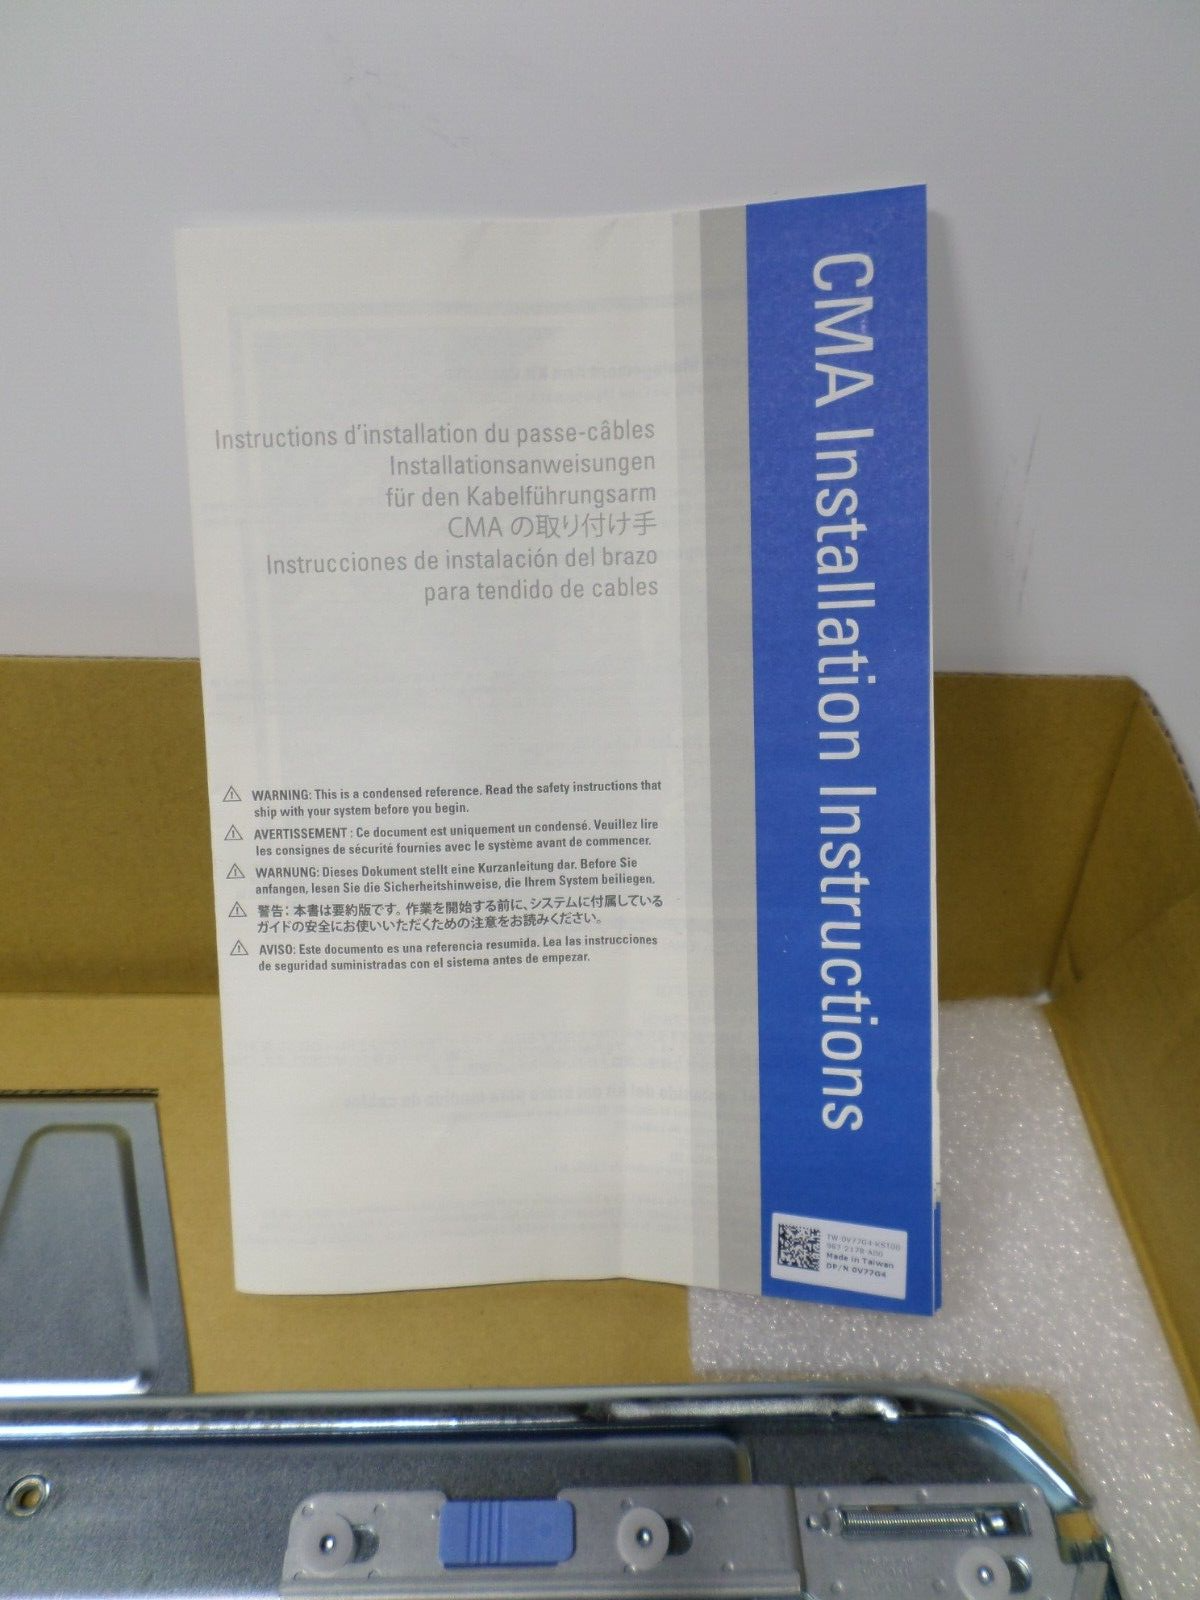 CMA Installation Instructions
Instructions d'installation du passe-câbles
Installationsanweisungen
für den Kabelführungsarm
CMA の取り付け手
Instrucciones de instalación del brazo
para tendido de cables
WARNING: This is a condensed reference. Read the safety instructions that
ship with your system before you begin.
AVERTISSEMENT : Ce document est uniquement un condensé. Veuillez lire
les consignes de sécurité fournies avec le système avant de commencer.
WARNUNG: Dieses Dokument stellt eine Kurzanleitung dar. Before Sie
anfangen, lesen Sie die Sicherheitshinweise, die Ihrem System beiliegen.
警告：本書は要約版です。作業を開始する前に、システムに付属している
ガイドの安全にお使いいただくための注意をお読みください。
AVISO: Este documento es una referencia resumida. Lea las instrucciones
de seguridad suministradas con el sistema antes de empezar.
Made in Taiwan
DP/N 0V77G4